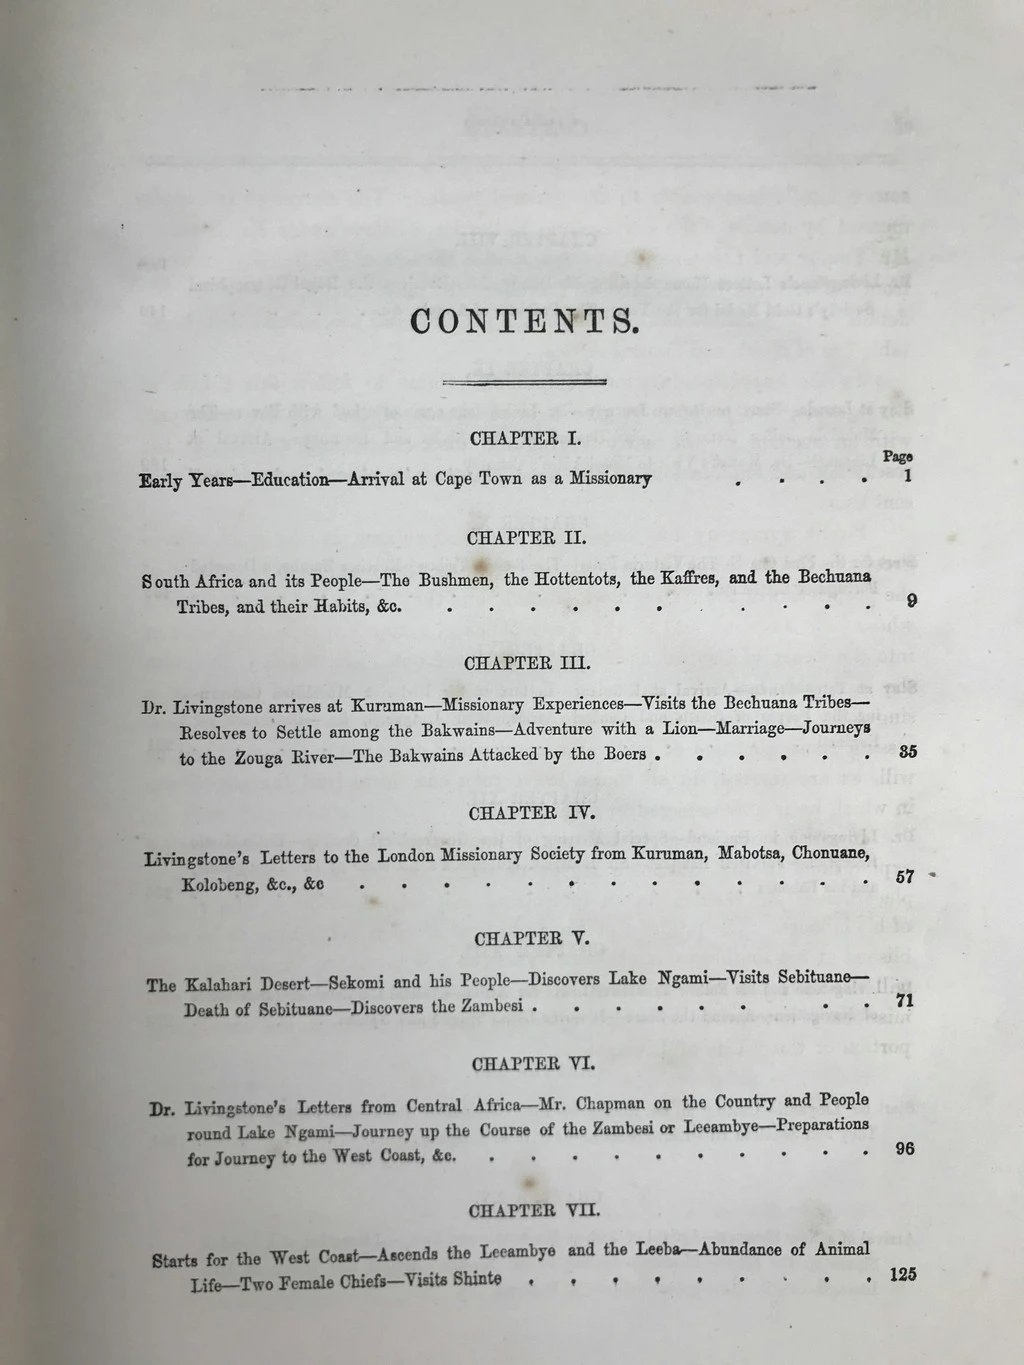 CONTENTS.
CHAPTER I.
Page
Early Years—Education—Arrival at Cape Town as a Missionary . . . . 1
CHAPTER II.
South Africa and its People—The Bushmen, the Hottentots, the Kaffres, and the Bechuana
Tribes, and their Habits, &c. . . . . . . . . . . . 9
CHAPTER III.
Dr. Livingstone arrives at Kuruman—Missionary Experiences—Visits the Bechuana Tribes—
Resolves to Settle among the Bakwains—Adventure with a Lion—Marriage—Journeys
to the Zouga River—The Bakwains Attacked by the Boers . . . . . . 35
CHAPTER IV.
Livingstone's Letters to the London Missionary Society from Kuruman, Mabotsa, Chonuane,
Kolobeng, &c., &c . . . . . . . . . . . . . 57
CHAPTER V.
The Kalahari Desert—Sekomi and his People—Discovers Lake Ngami—Visits Sebituane—
Death of Sebituane—Discovers the Zambesi . . . . . . . . 71
CHAPTER VI.
Dr. Livingstone's Letters from Central Africa—Mr. Chapman on the Country and People
round Lake Ngami—Journey up the Course of the Zambesi or Leeambye—Preparations
for Journey to the West Coast, &c. . . . . . . . . . . 96
CHAPTER VII.
Starts for the West Coast—Ascends the Leeambye and the Leeba—Abundance of Animal
Life—Two Female Chiefs—Visits Shinte . . . . . . . . . 125